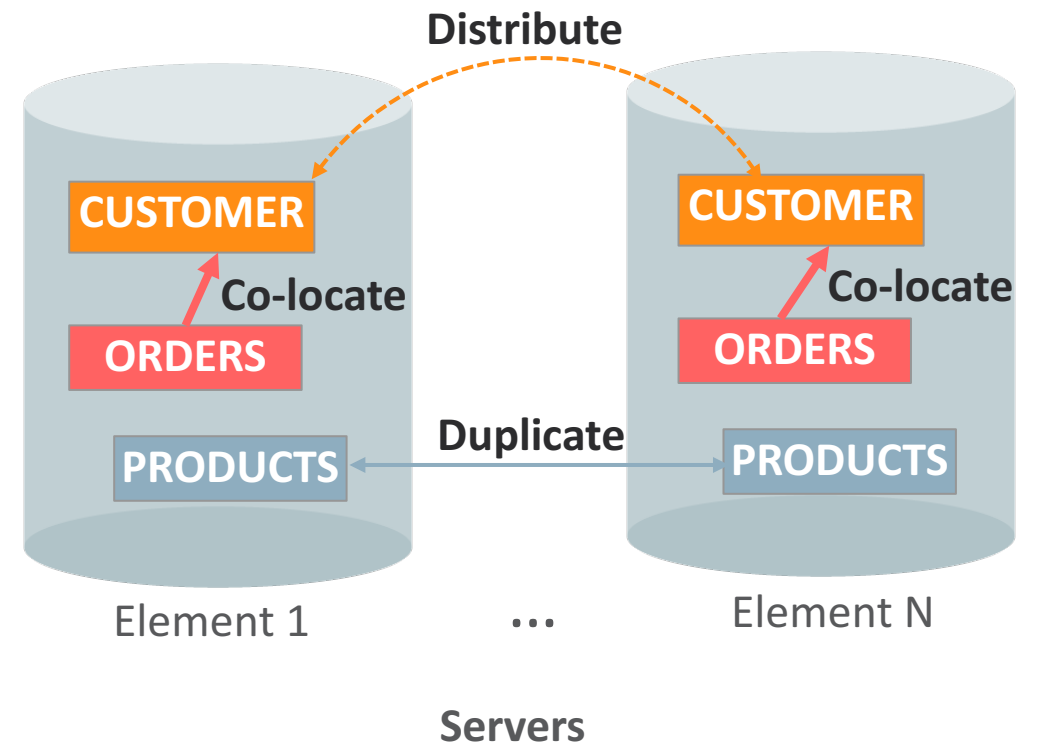 Distribute
CUSTOMER
CUSTOMER
Co-locate
Co-locate
ORDERS
ORDERS
Duplicate
PRODUCTS
PRODUCTS
Element 1
...
Element N
Servers